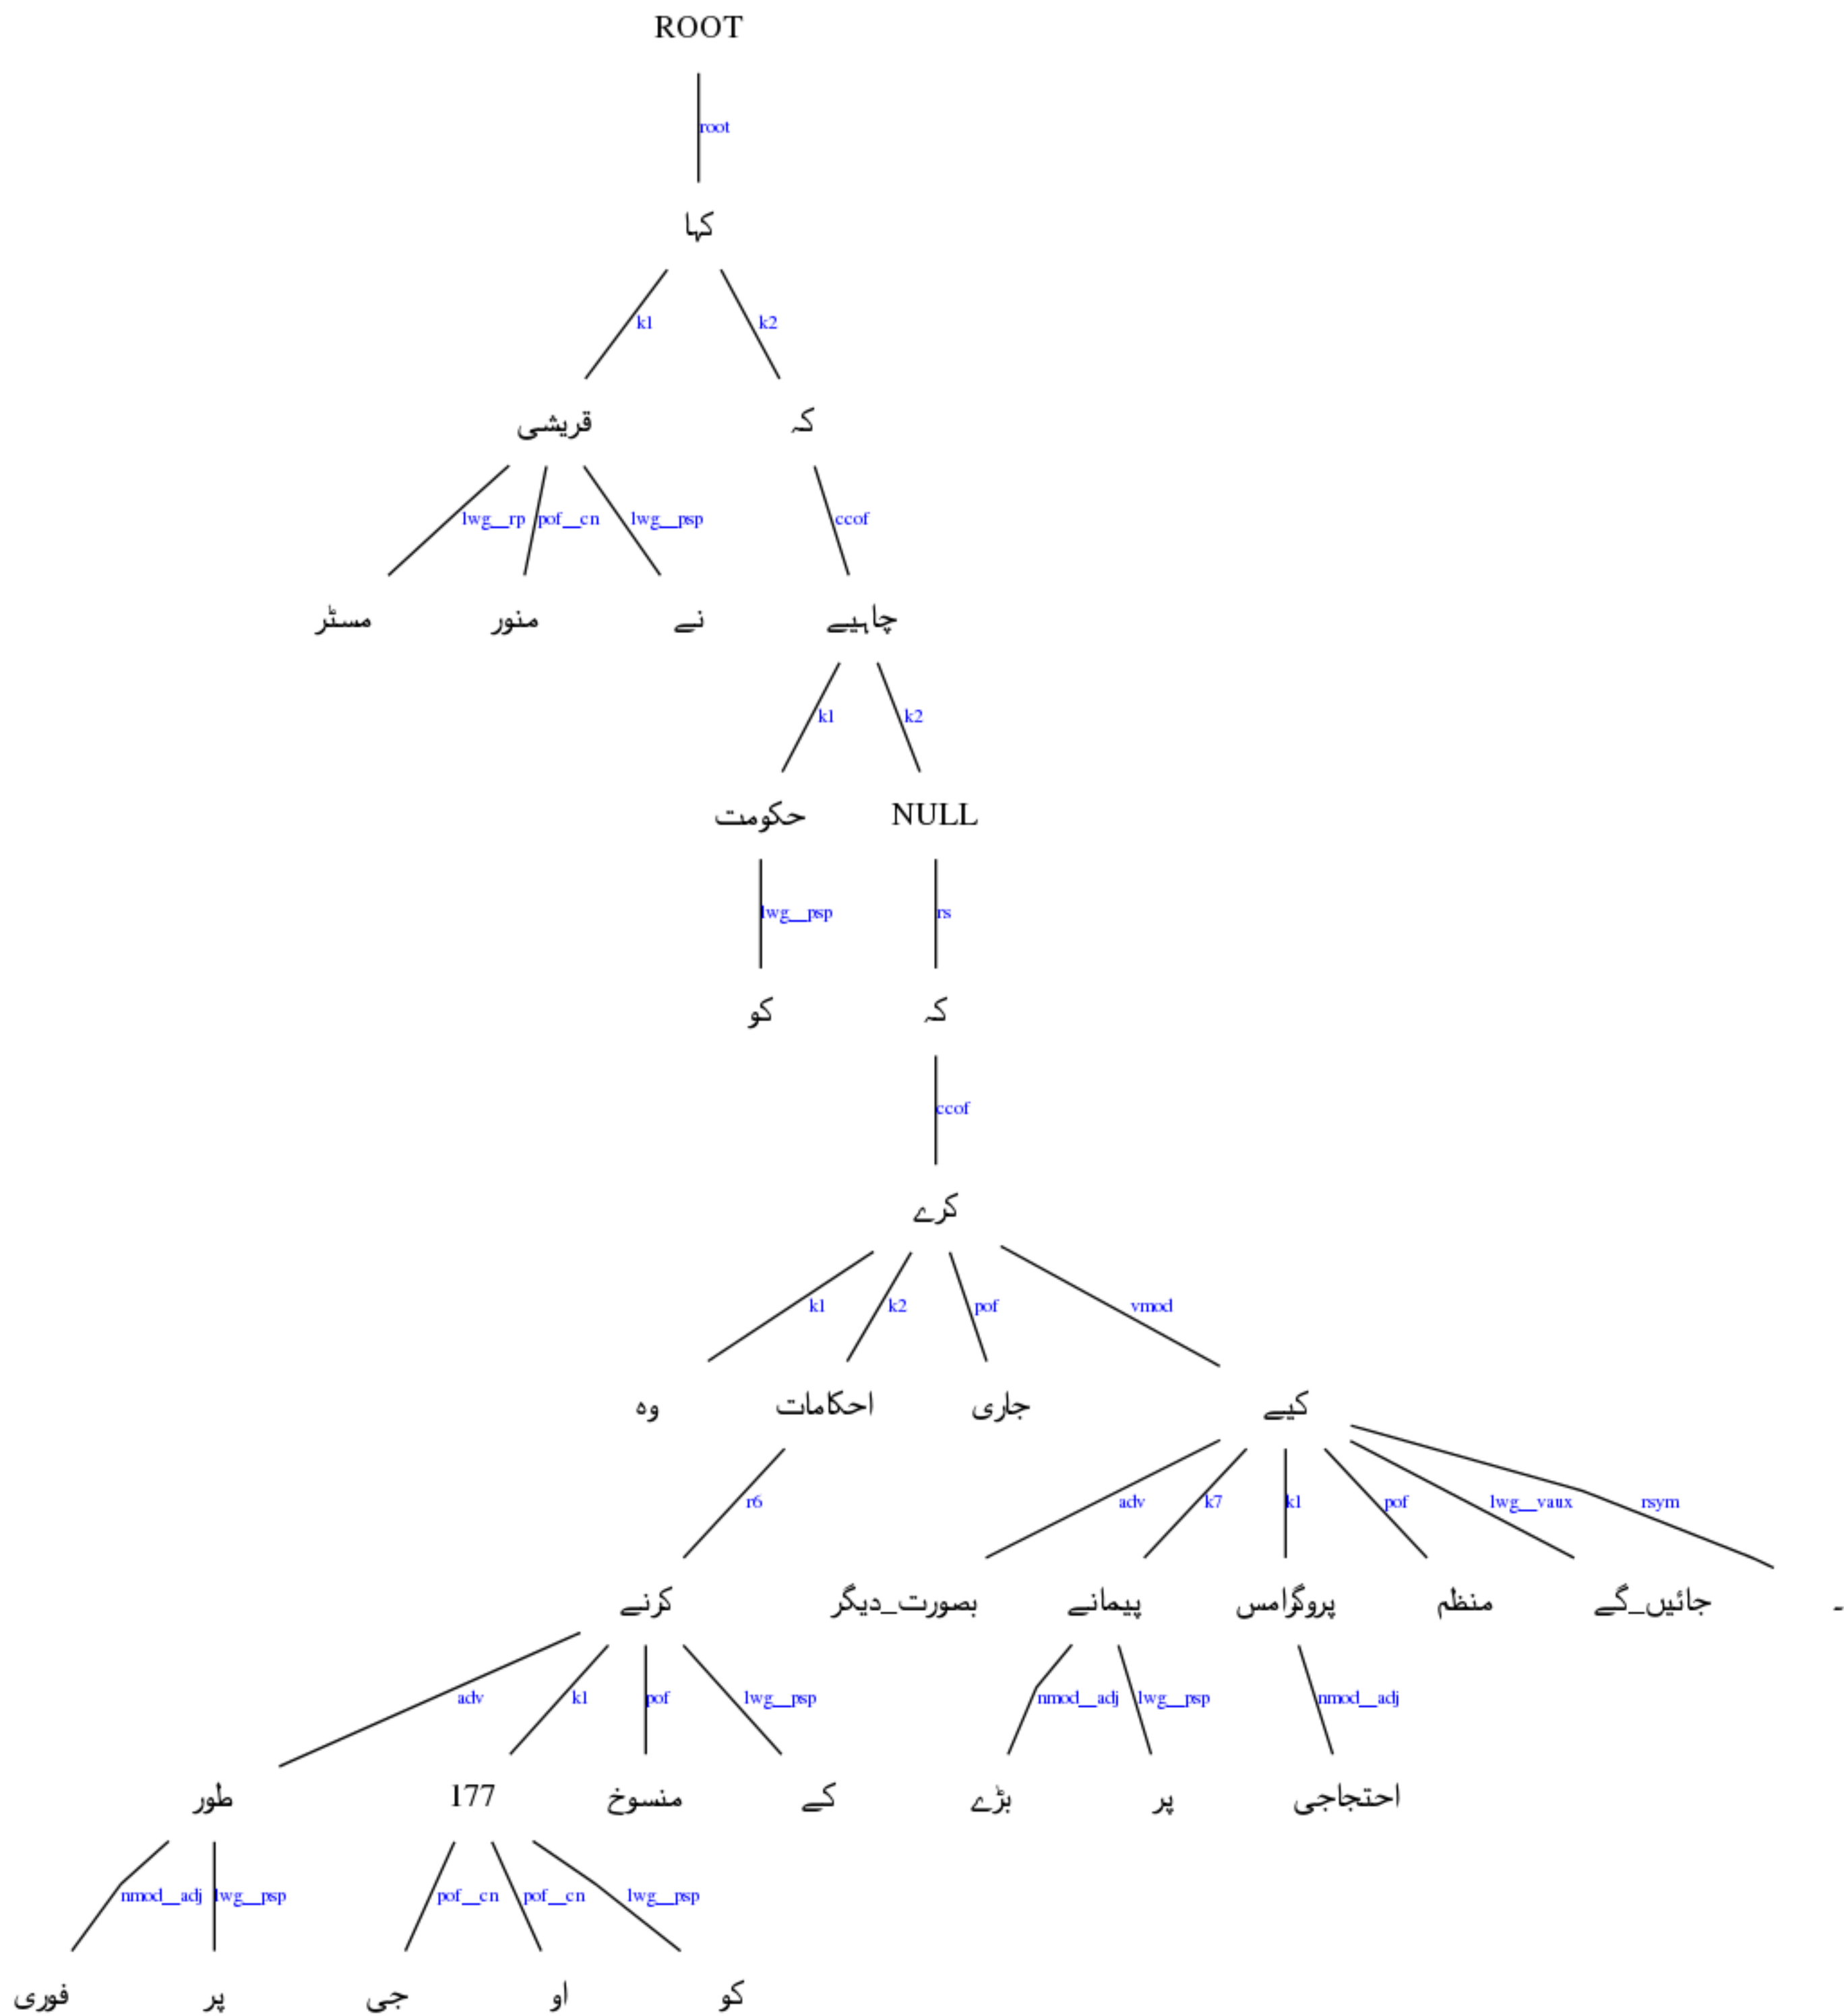 ROOT
root
کہا
k1 k2
قریشی کہ
lwg__rp pof__cn lwg__psp ccof
مسٹر منور نے چاہیے
k1 k2
حکومت NULL
lwg__psp rs
کو کہ
ccof
کرے
k1 k2 pof vmod
وہ احکامات جاری کیے
r6 adv k7 k1 pof lwg__vaux rsym
کرنے بصورت_دیگر پیمانے پروگرامس منظم جائیں_گے ۔
adv k1 pof lwg__psp nmod__adj lwg__psp nmod__adj
طور 177 منسوخ کے بڑے پر احتجاجی
nmod__adj lwg__psp pof__cn pof__cn lwg__psp
فوری پر جی او کو